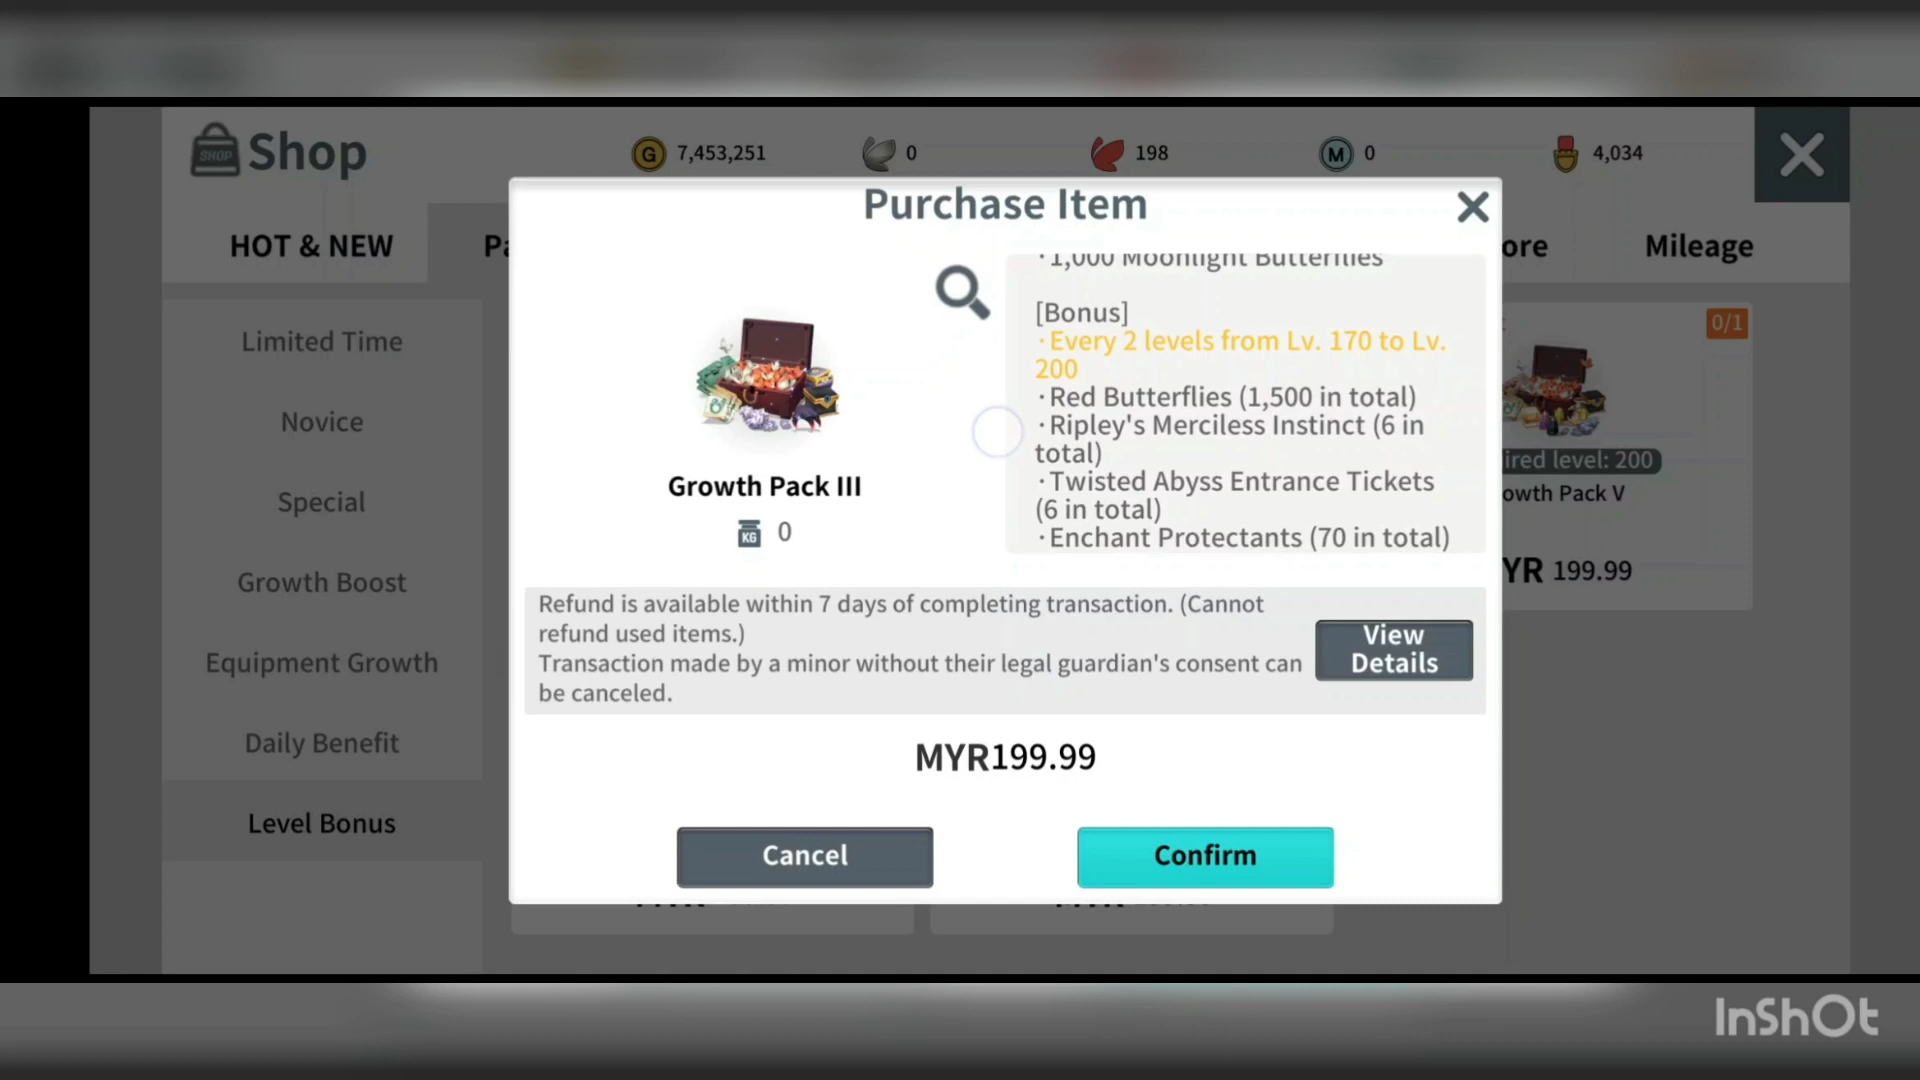 SHOP Shop
G 7,453,251
0
198
M 0
4,034
Purchase Item
HOT & NEW
Mileage
Limited Time
Novice
Special
Growth Boost
Equipment Growth
Daily Benefit
Level Bonus
Growth Pack III
KG 0
·1,000 Moonlight Butterflies
[Bonus]
·Every 2 levels from Lv. 170 to Lv.
200
·Red Butterflies (1,500 in total)
·Ripley's Merciless Instinct (6 in
total)
·Twisted Abyss Entrance Tickets
(6 in total)
·Enchant Protectants (70 in total)
0/1
level: 200
Pack V
199.99
Refund is available within 7 days of completing transaction. (Cannot
refund used items.)
Transaction made by a minor without their legal guardian's consent can
be canceled.
View
Details
MYR199.99
Cancel
Confirm
InShOt